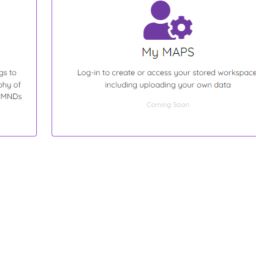 My MAPS
Log-in to create or access your stored workspace
including uploading your own data
Coming Soon
gs to
phy of
MNDs